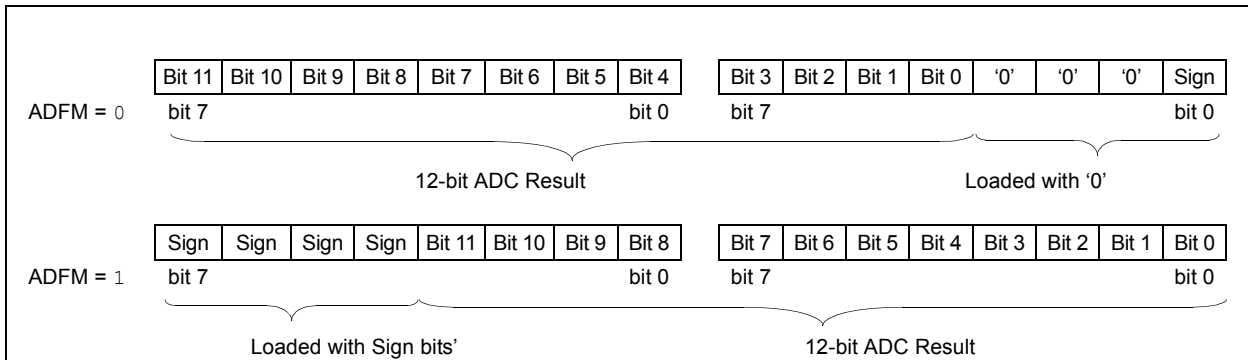 Bit 11 Bit 10 Bit 9 Bit 8 Bit 7 Bit 6 Bit 5 Bit 4 Bit 3 Bit 2 Bit 1 Bit 0 ‘0’ ‘0’ ‘0’ Sign
ADFM = 0 bit 7 bit 0 bit 7 bit 0
12-bit ADC Result Loaded with ‘0’
Sign Sign Sign Sign Bit 11 Bit 10 Bit 9 Bit 8 Bit 7 Bit 6 Bit 5 Bit 4 Bit 3 Bit 2 Bit 1 Bit 0
ADFM = 1 bit 7 bit 0 bit 7 bit 0
Loaded with Sign bits’ 12-bit ADC Result